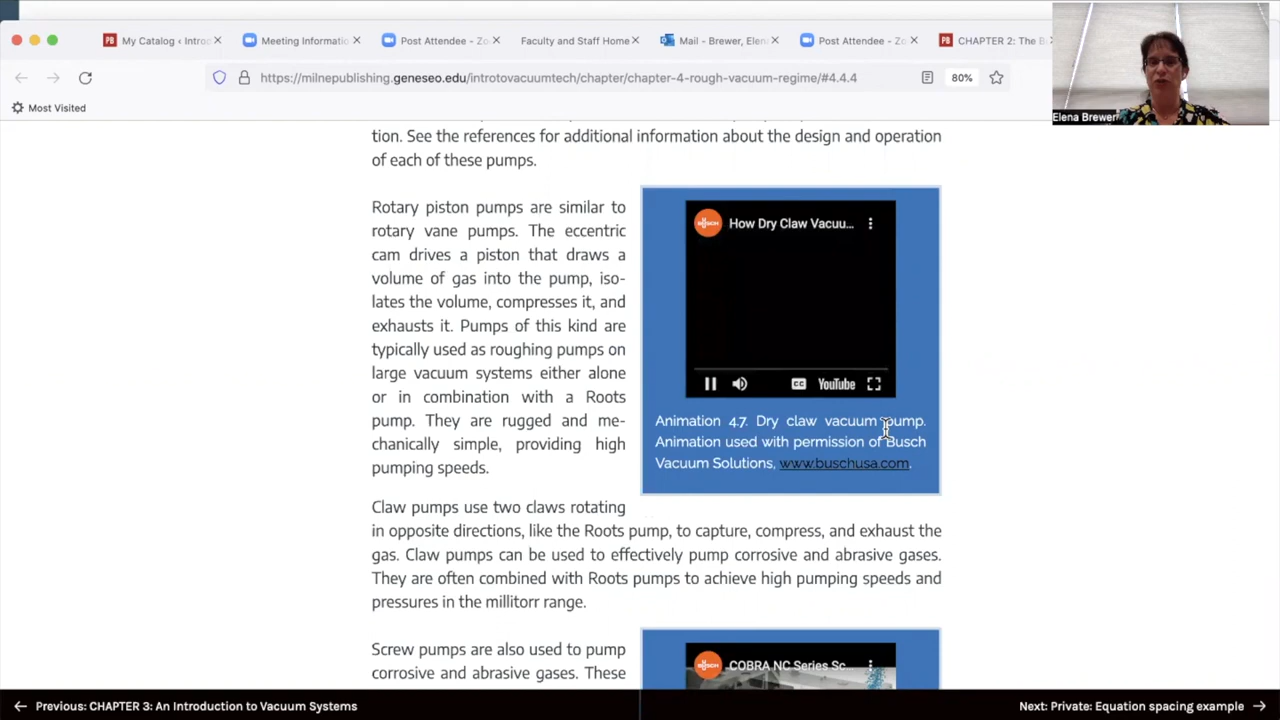 My Catalog ‹ Intro
Meeting Informatio
Post Attendee - Zo
Faculty and Staff Home
Mail - Brewer, Elen
Post Attendee - Zo
CHAPTER 2: The B
https://milnepublishing.geneseo.edu/introtovacuumtech/chapter/chapter-4-rough-vacuum-regime/#4.4.4
80%
Most Visited
Elena Brewer
tion. See the references for additional information about the design and operation
of each of these pumps.
Rotary piston pumps are similar to
rotary vane pumps. The eccentric
cam drives a piston that draws a
volume of gas into the pump, iso-
lates the volume, compresses it, and
exhausts it. Pumps of this kind are
typically used as roughing pumps on
large vacuum systems either alone
or in combination with a Roots
pump. They are rugged and me-
chanically simple, providing high
pumping speeds.
BUSCH
How Dry Claw Vacuu...
CC YouTube
Animation 4.7. Dry claw vacuum pump.
Animation used with permission of Busch
Vacuum Solutions, www.buschusa.com.
Claw pumps use two claws rotating
in opposite directions, like the Roots pump, to capture, compress, and exhaust the
gas. Claw pumps can be used to effectively pump corrosive and abrasive gases.
They are often combined with Roots pumps to achieve high pumping speeds and
pressures in the millitorr range.
Screw pumps are also used to pump
corrosive and abrasive gases. These
BUSCH
COBRA NC Series Sc...
Previous: CHAPTER 3: An Introduction to Vacuum Systems
Next: Private: Equation spacing example